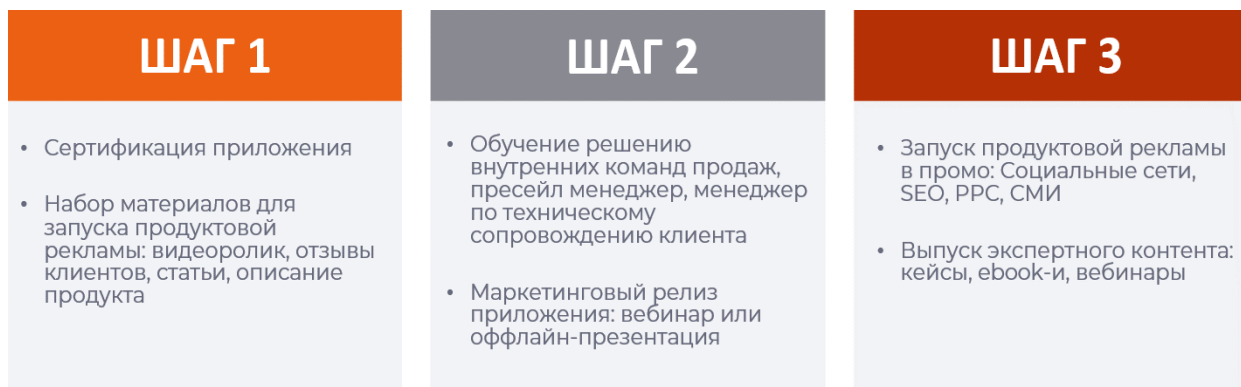 ШАГ 1
• Сертификация приложения
• Набор материалов для
запуска продуктовой
рекламы: видеоролик, отзывы
клиентов, статьи, описание
продукта
ШАГ 2
• Обучение решению
внутренних команд продаж,
пресейл менеджер, менеджер
по техническому
сопровождению клиента
• Маркетинговый релиз
приложения: вебинар или
оффлайн-презентация
ШАГ 3
• Запуск продуктовой рекламы
в промо: Социальные сети,
SEO, PPC, СМИ
• Выпуск экспертного контента:
кейсы, ebook-и, вебинары